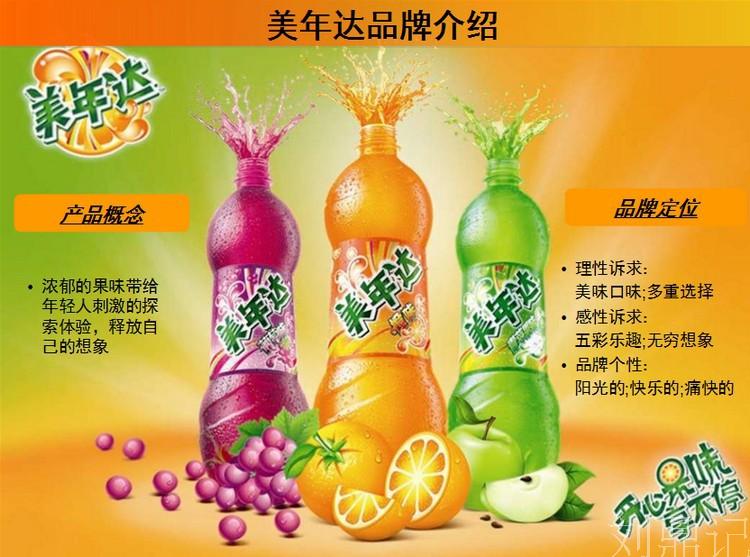 美年达品牌介绍
美年达
产品概念
浓郁的果味带给
年轻人刺激的探
索体验，释放自
己的想象
美年达
美年达
美年达
品牌定位
理性诉求：
美味口味;多重选择
感性诉求：
五彩乐趣;无穷想象
品牌个性：
阳光的;快乐的;痛快的
开心果味
享不停